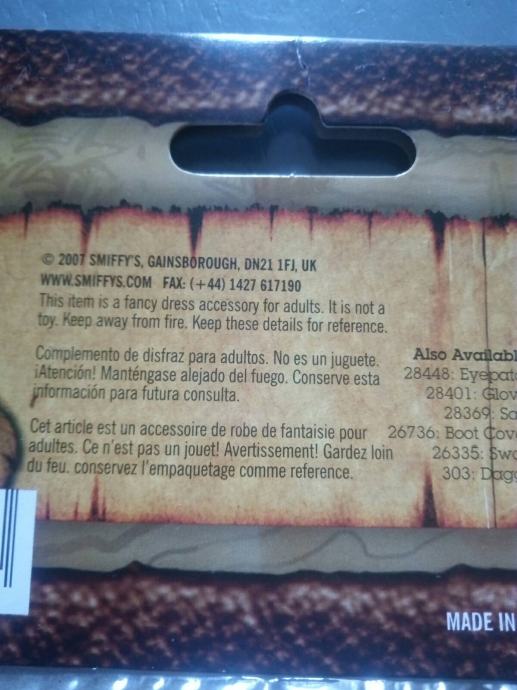 © 2007 SMIFFY'S, GAINSBOROUGH, DN21 1FJ, UK
WWW.SMIFFYS.COM FAX: (+44) 1427 617190
This item is a fancy dress accessory for adults. It is not a
toy. Keep away from fire. Keep these details for reference.
Complemento de disfraz para adultos. No es un juguete.
¡Atención! Manténgase alejado del fuego. Conserve esta
información para futura consulta.
Cet article est un accessoire de robe de fantaisie pour
adultes. Ce n'est pas un jouet! Avertissement! Gardez loin
du feu. conservez l'empaquetage comme reference.
Also Availabl
28448: Eyepat
28401: Glov
28369: Sa
26736: Boot Cov
26335: Swo
303: Dagg
MADE IN